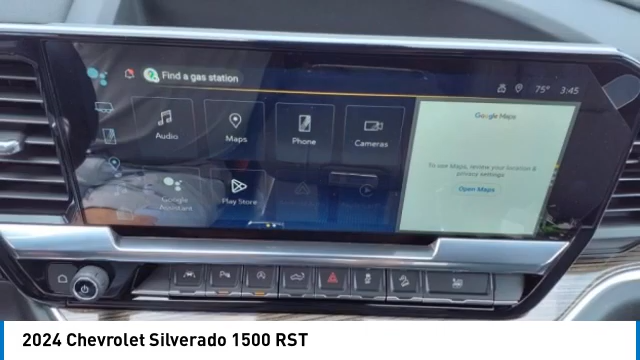 Find a gas station
75° 3:45
Audio
Maps
Phone
Cameras
Google
Assistant
Play Store
Google Maps
To use Maps, review your location &
privacy settings
Open Maps
2024 Chevrolet Silverado 1500 RST